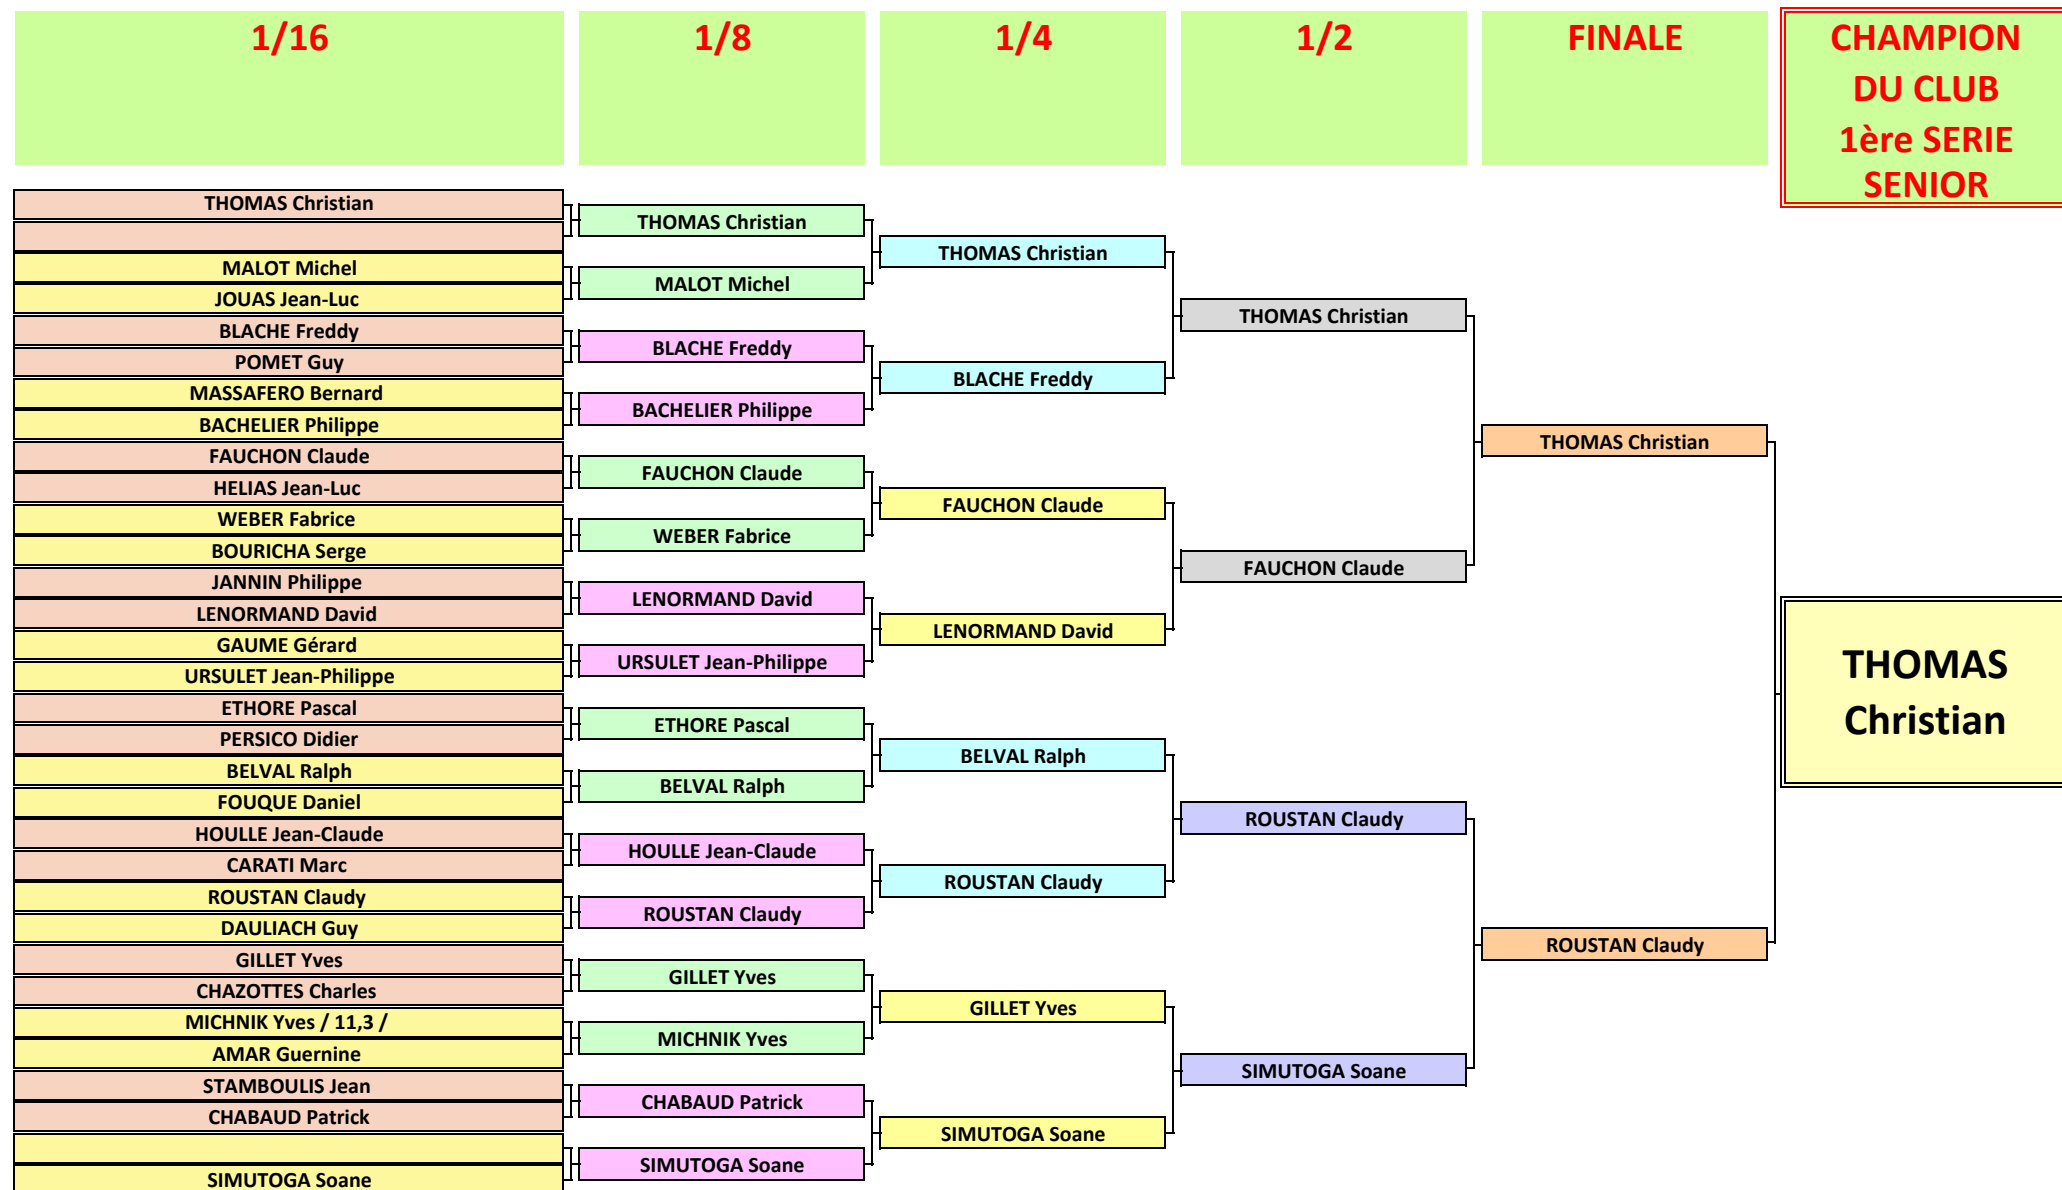 1/16
1/8
1/4
1/2
FINALE
CHAMPION
DU CLUB
1ère SERIE
SENIOR
THOMAS Christian
MALOT Michel
JOUAS Jean-Luc
BLACHE Freddy
POMET Guy
MASSAFERO Bernard
BACHELIER Philippe
FAUCHON Claude
HELIAS Jean-Luc
WEBER Fabrice
BOURICHA Serge
JANNIN Philippe
LENORMAND David
GAUME Gérard
URSULET Jean-Philippe
ETHORE Pascal
PERSICO Didier
BELVAL Ralph
FOUQUE Daniel
HOULLE Jean-Claude
CARATI Marc
ROUSTAN Claudy
DAULIACH Guy
GILLET Yves
CHAZOTTES Charles
MICHNIK Yves / 11,3 /
AMAR Guernine
STAMBOULIS Jean
CHABAUD Patrick
SIMUTOGA Soane
THOMAS Christian
MALOT Michel
BLACHE Freddy
BACHELIER Philippe
FAUCHON Claude
WEBER Fabrice
LENORMAND David
URSULET Jean-Philippe
ETHORE Pascal
BELVAL Ralph
HOULLE Jean-Claude
ROUSTAN Claudy
GILLET Yves
MICHNIK Yves
CHABAUD Patrick
SIMUTOGA Soane
THOMAS Christian
BLACHE Freddy
FAUCHON Claude
LENORMAND David
BELVAL Ralph
ROUSTAN Claudy
GILLET Yves
SIMUTOGA Soane
THOMAS Christian
FAUCHON Claude
ROUSTAN Claudy
SIMUTOGA Soane
THOMAS Christian
ROUSTAN Claudy
THOMAS
Christian